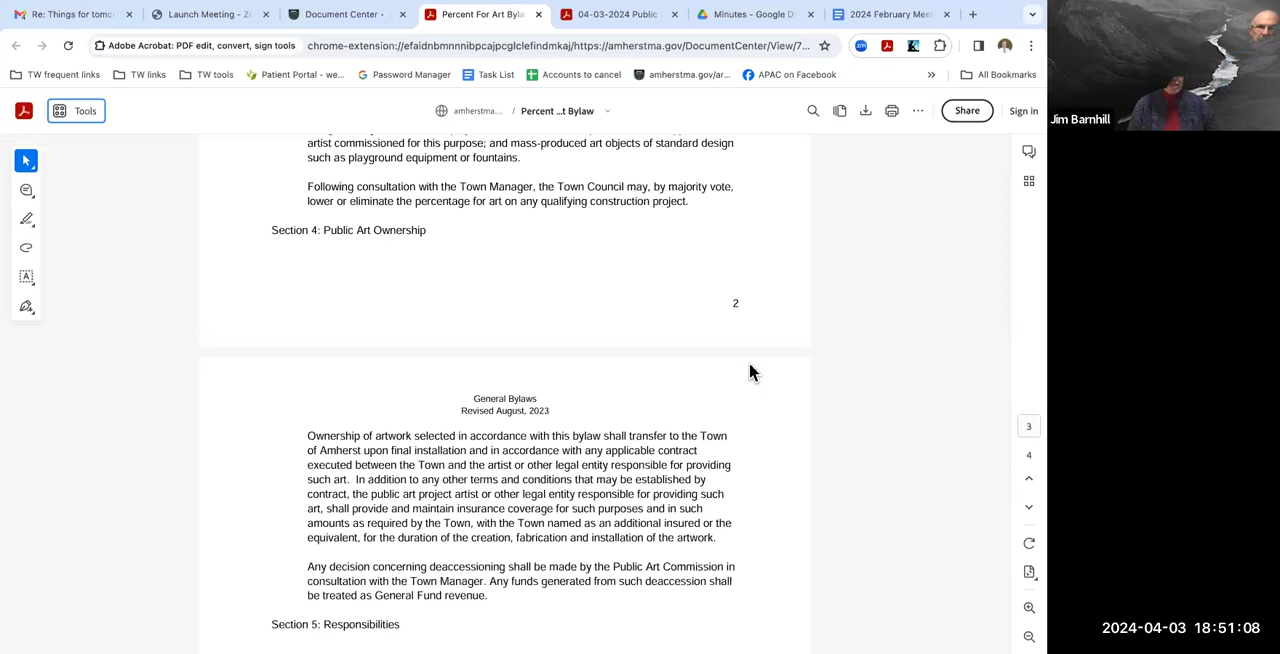 Re: Things for tomo
Launch Meeting - Z
Document Center •
Percent For Art Byla
04-03-2024 Public
Minutes - Google D
2024 February Meet
Adobe Acrobat: PDF edit, convert, sign tools
chrome-extension://efaidnbmnnnibpcajpcglclefindmkaj/https://amherstma.gov/DocumentCenter/View/7...
TW frequent links
TW links
TW tools
Patient Portal - we...
Password Manager
Task List
Accounts to cancel
amherstma.gov/ar...
APAC on Facebook
»
All Bookmarks
Tools
amherstma...
/ Percent ...t Bylaw
Share
Sign in
artist commissioned for this purpose; and mass-produced art objects of standard design
such as playground equipment or fountains.
Following consultation with the Town Manager, the Town Council may, by majority vote,
lower or eliminate the percentage for art on any qualifying construction project.
Section 4: Public Art Ownership
2
General Bylaws
Revised August, 2023
Ownership of artwork selected in accordance with this bylaw shall transfer to the Town
of Amherst upon final installation and in accordance with any applicable contract
executed between the Town and the artist or other legal entity responsible for providing
such art.  In addition to any other terms and conditions that may be established by
contract, the public art project artist or other legal entity responsible for providing such
art, shall provide and maintain insurance coverage for such purposes and in such
amounts as required by the Town, with the Town named as an additional insured or the
equivalent, for the duration of the creation, fabrication and installation of the artwork.
Any decision concerning deaccessioning shall be made by the Public Art Commission in
consultation with the Town Manager. Any funds generated from such deaccession shall
be treated as General Fund revenue.
Section 5: Responsibilities
3
4
Jim Barnhill
2024-04-03 18:51:08